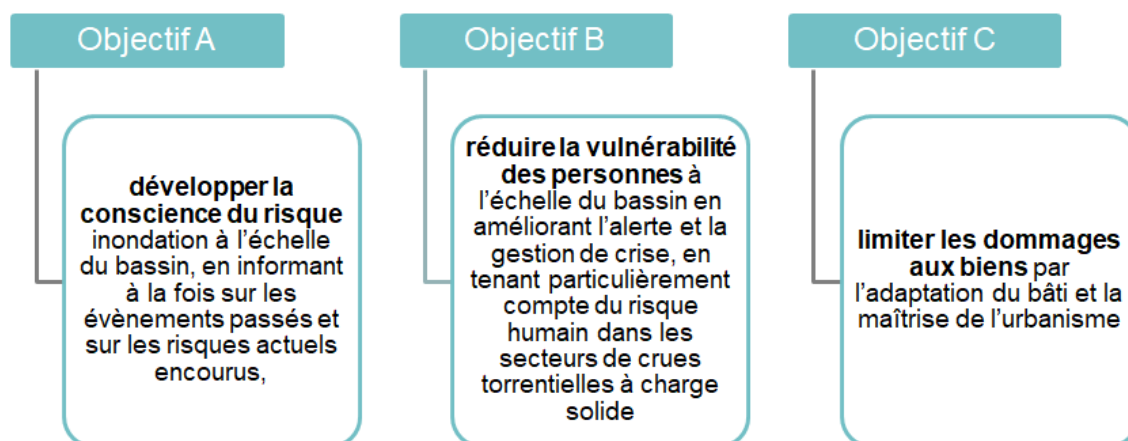 Objectif A
développer la
conscience du risque
inondation à l'échelle
du bassin, en informant
à la fois sur les
évènements passés et
sur les risques actuels
encourus,
Objectif B
réduire la vulnérabilité
des personnes à
l'échelle du bassin en
améliorant l'alerte et la
gestion de crise, en
tenant particulièrement
compte du risque
humain dans les
secteurs de crues
torrentielles à charge
solide
Objectif C
limiter les dommages
aux biens par
l'adaptation du bâti et la
maîtrise de l'urbanisme